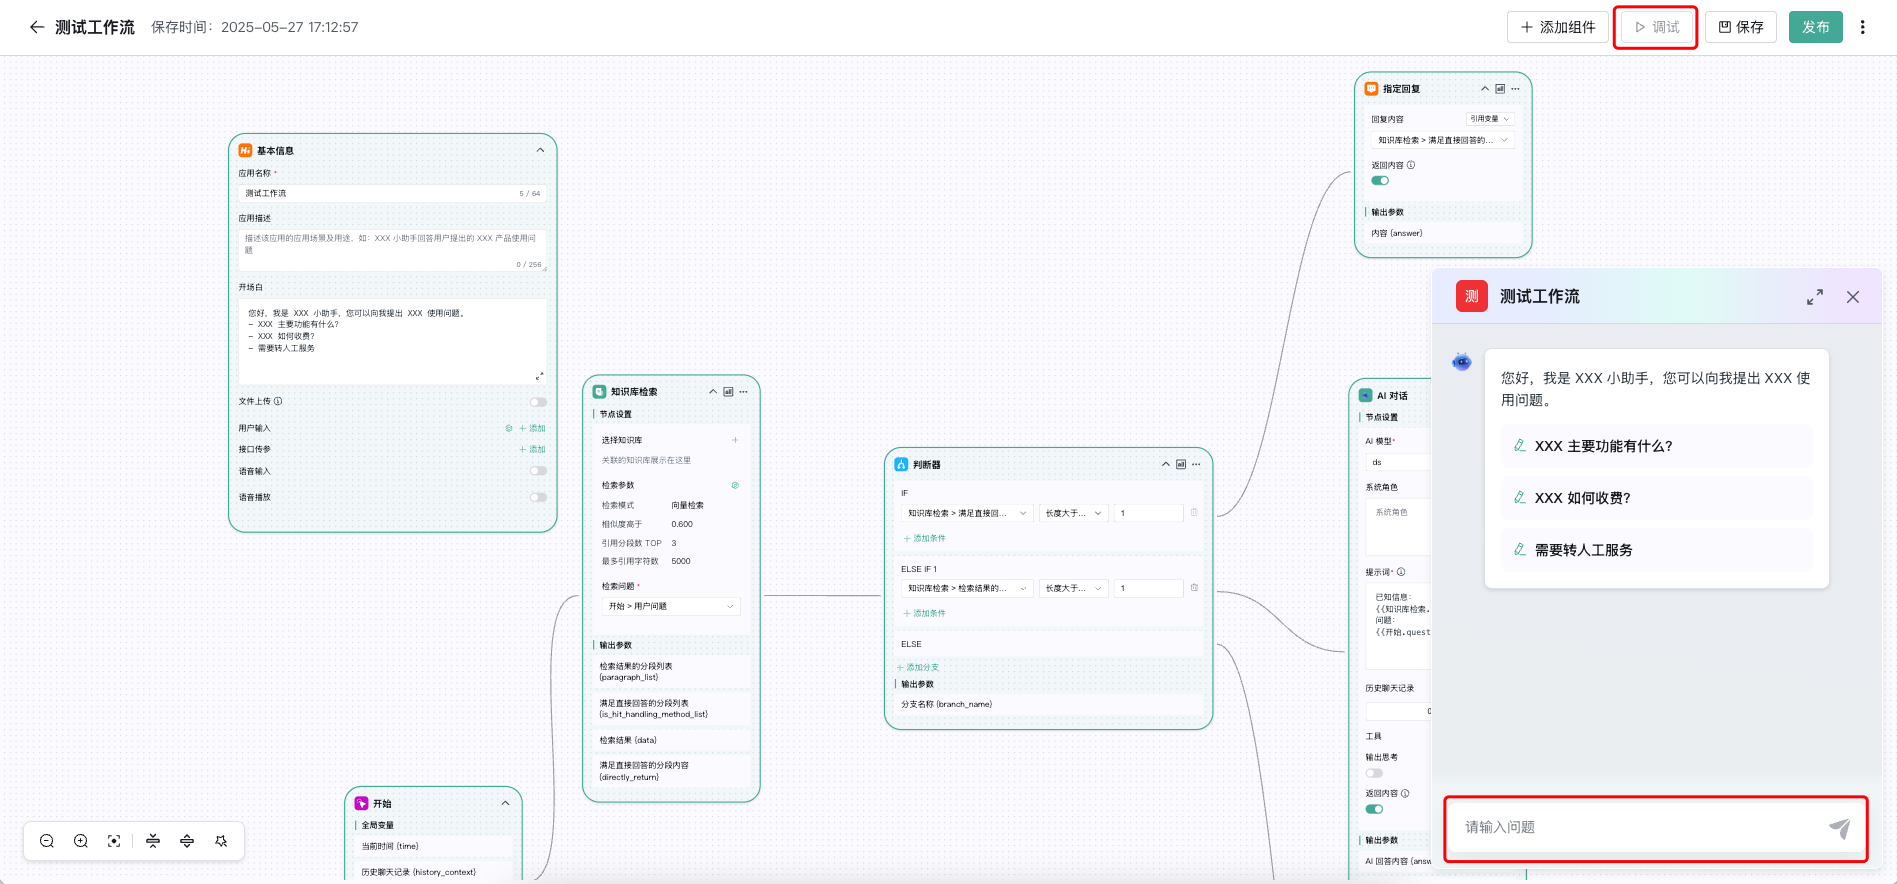 测试工作流 保存时间：2025-05-27 17:12:57
添加组件
调试
保存
发布
基本信息
应用名称 *
测试工作流 5 / 64
应用描述
描述该应用的应用场景及用途，如：XXX 小助手回答用户提出的 XXX 产品使用问
题
0 / 256
开场白
您好，我是 XXX 小助手，您可以向我提出 XXX 使用问题。
- XXX 主要功能有什么？
- XXX 如何收费？
- 需要转人工服务
文件上传
用户输入 添加
接口传参 添加
语音输入
语音播放
开始
全局变量
当前时间 {time}
历史聊天记录 {history_context}
知识库检索
节点设置
选择知识库
关联的知识库展示在这里
检索参数
检索模式 向量检索
相似度高于 0.600
引用分段数 TOP 3
最多引用字符数 5000
检索问题 *
开始 > 用户问题
输出参数
检索结果的分段列表
{paragraph_list}
满足直接回答的分段列表
{is_hit_handling_method_list}
检索结果 {data}
满足直接回答的分段内容
{directly_return}
判断器
IF
知识库检索 > 满足直接回... 长度大于... 1
添加条件
ELSE IF 1
知识库检索 > 检索结果的... 长度大于... 1
添加条件
ELSE
添加分支
输出参数
分支名称 {branch_name}
指定回复
回复内容 引用变量
知识库检索 > 满足直接回答的...
返回内容
输出参数
内容 {answer}
AI 对话
节点设置
AI 模型*
ds
系统角色
系统角色
提示词*
已知信息：
{{知识库检索.
问题：
{{开始.quest
历史聊天记录
0
工具
输出思考
返回内容
输出参数
AI 回答内容 {answ
测 测试工作流
您好，我是 XXX 小助手，您可以向我提出 XXX 使
用问题。
XXX 主要功能有什么？
XXX 如何收费？
需要转人工服务
请输入问题